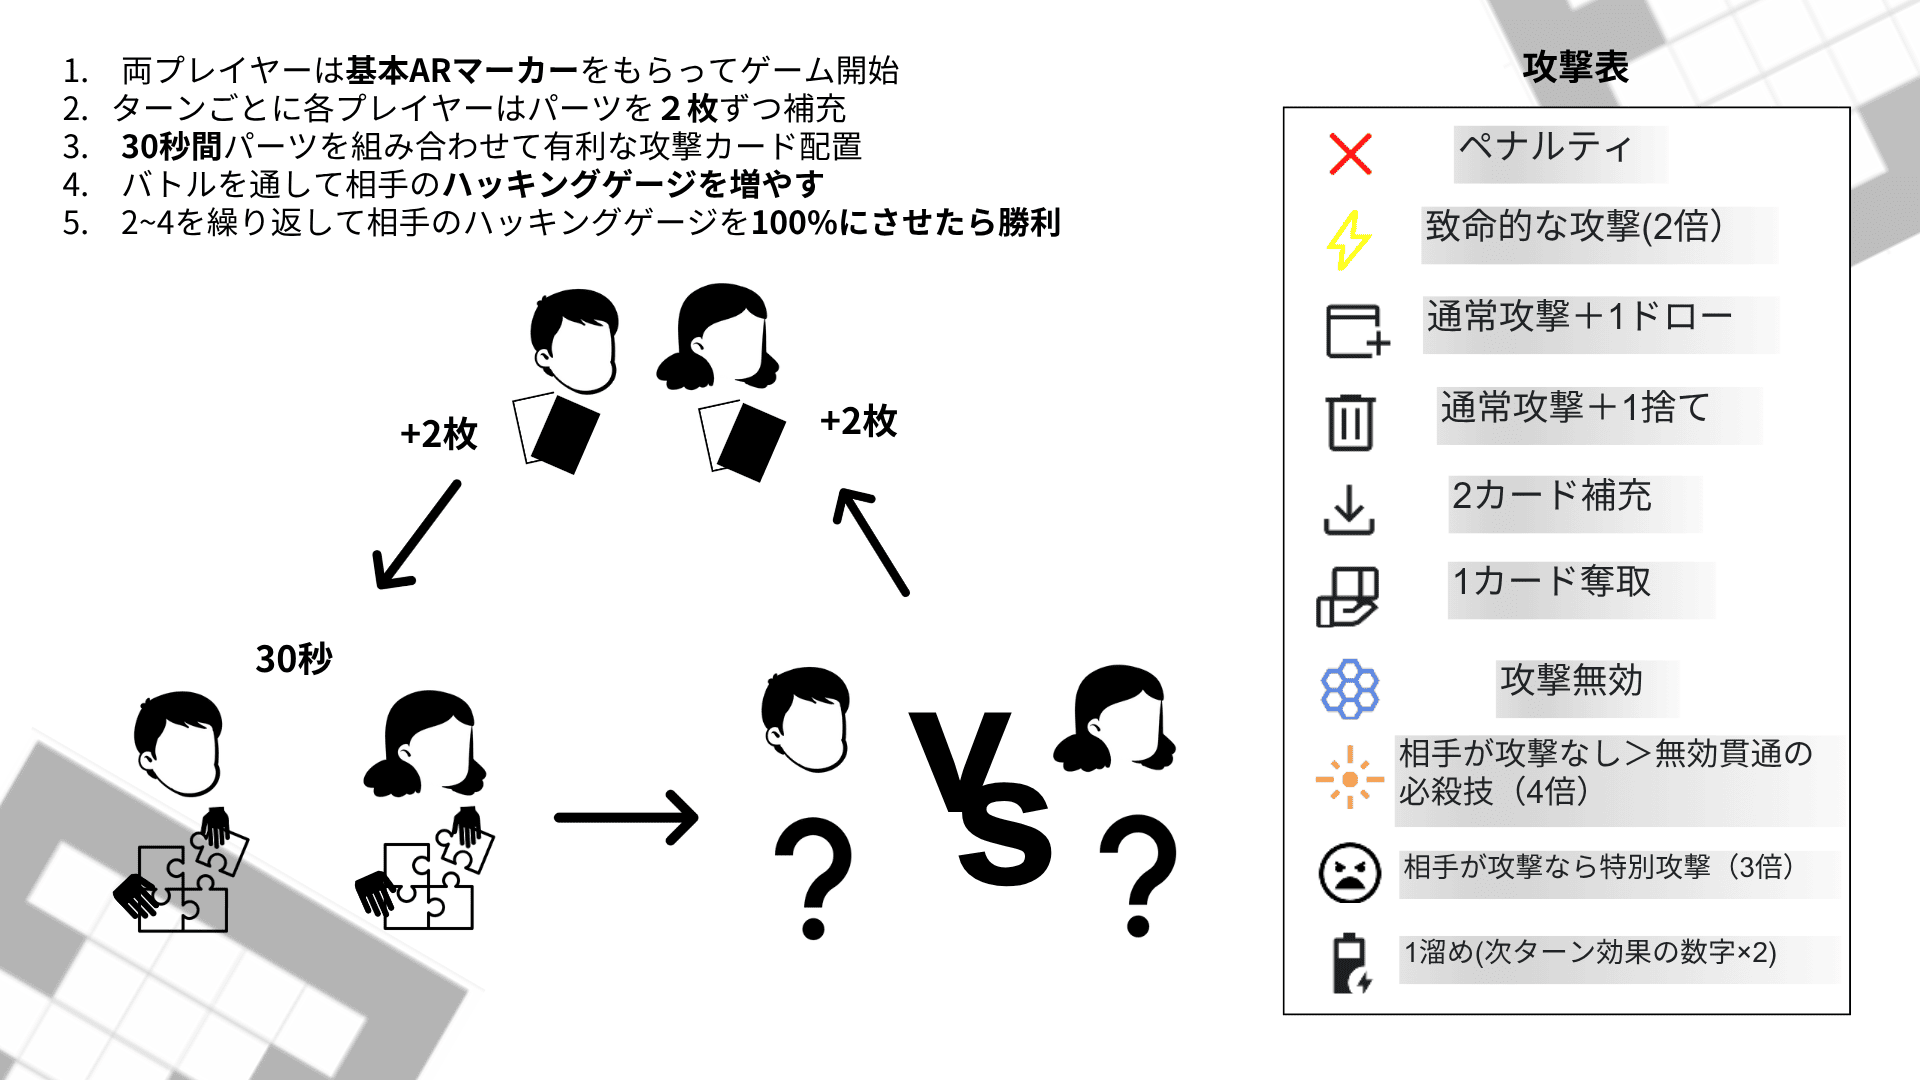 1. 両プレイヤーは基本ARマーカーをもらってゲーム開始
2. ターンごとに各プレイヤーはパーツを２枚ずつ補充
3. 30秒間パーツを組み合わせて有利な攻撃カード配置
4. バトルを通して相手のハッキングゲージを増やす
5. 2~4を繰り返して相手のハッキングゲージを100%にさせたら勝利
+2枚
+2枚
30秒
?
VS
?
攻撃表
ペナルティ
致命的な攻撃(2倍）
通常攻撃＋1ドロー
通常攻撃＋1捨て
2カード補充
1カード奪取
攻撃無効
相手が攻撃なし＞無効貫通の
必殺技（4倍）
相手が攻撃なら特別攻撃（3倍）
1溜め(次ターン効果の数字×2)